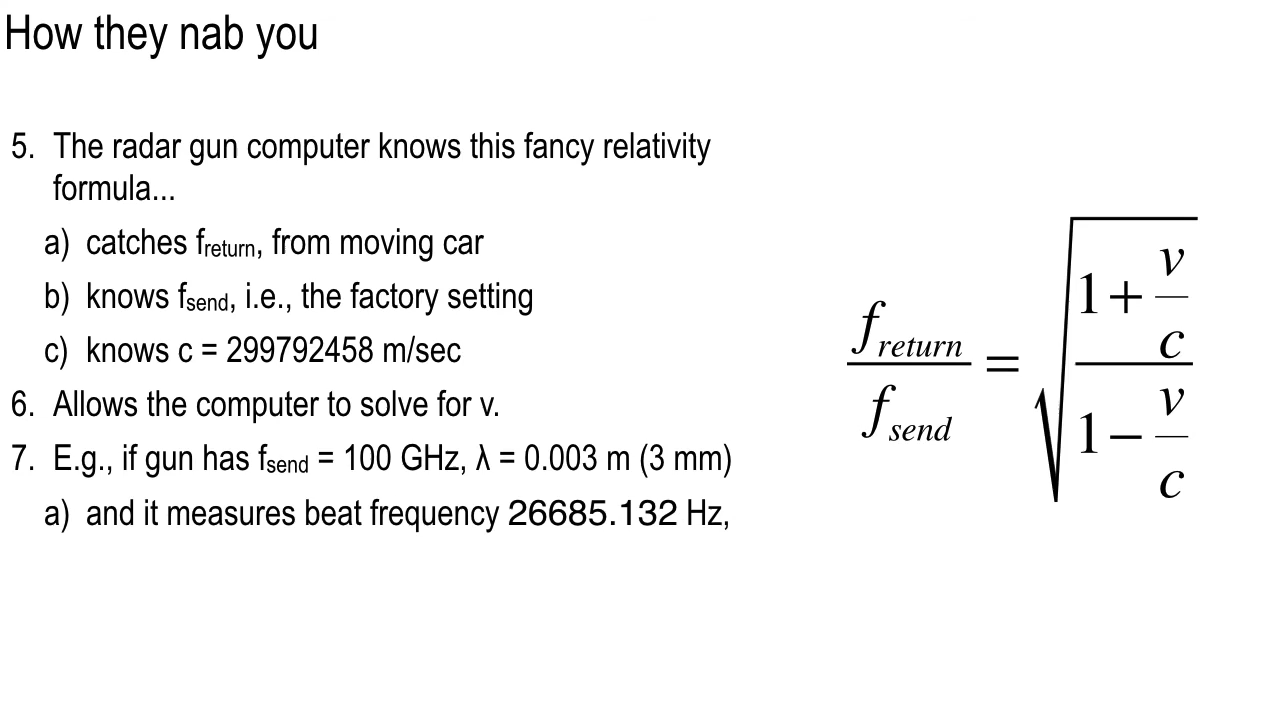 How they nab you
5. The radar gun computer knows this fancy relativity
formula...
a) catches freturn, from moving car
b) knows fsend, i.e., the factory setting
c) knows c = 299792458 m/sec
6. Allows the computer to solve for v.
7. E.g., if gun has fsend = 100 GHz, λ = 0.003 m (3 mm)
a) and it measures beat frequency 26685.132 Hz,
f return / f send = √((1 + v/c) / (1 − v/c))